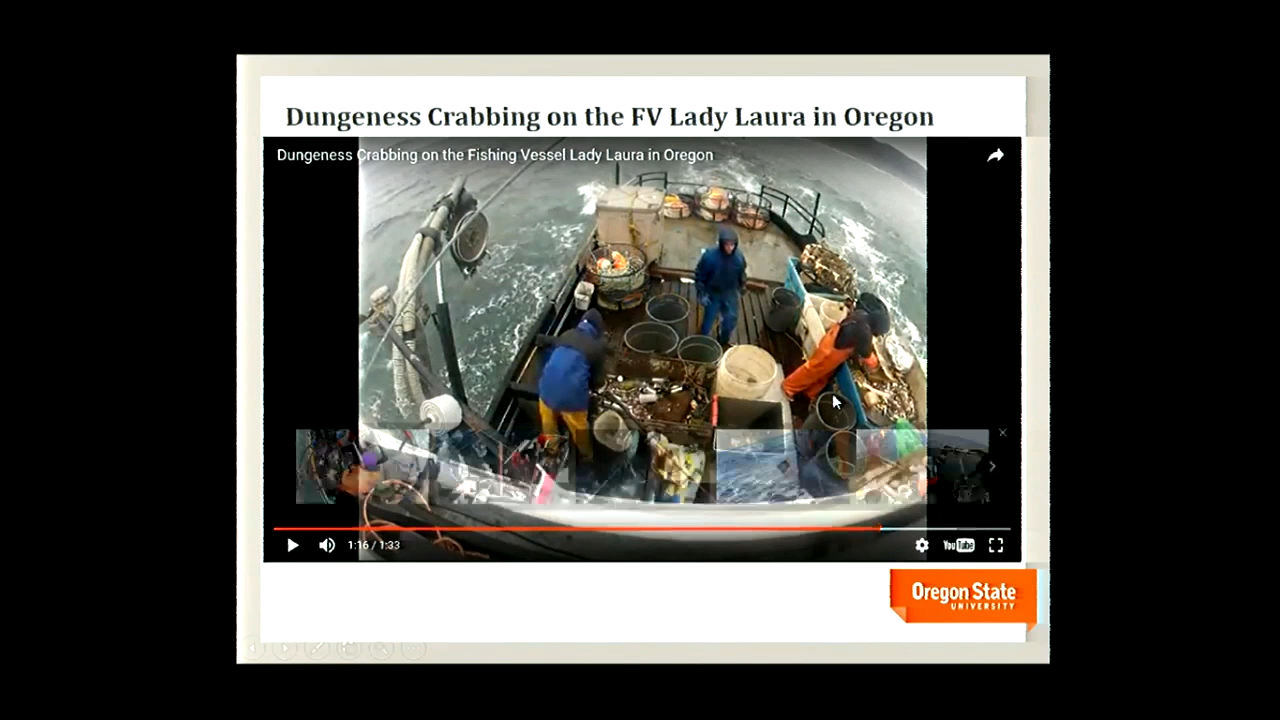 Dungeness Crabbing on the FV Lady Laura in Oregon
Dungeness Crabbing on the Fishing Vessel Lady Laura in Oregon
1:16 / 1:33
YouTube
Oregon State
UNIVERSITY